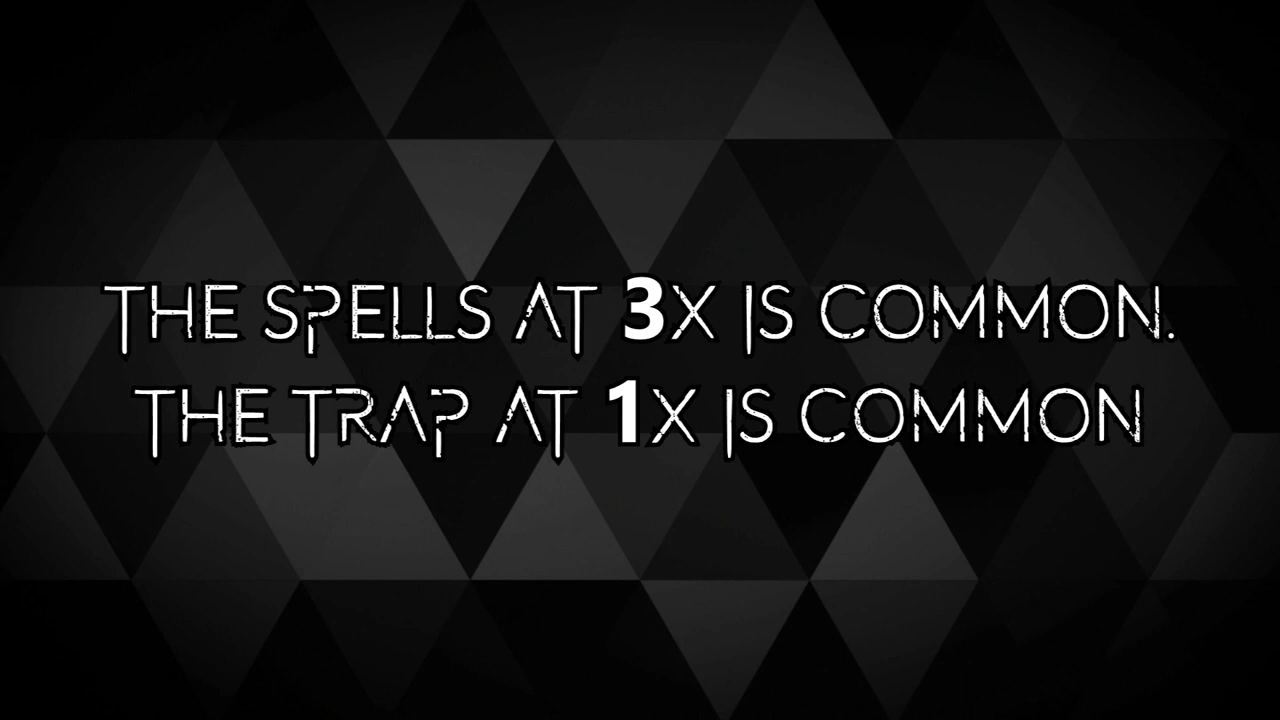 THE SPELLS AT 3X IS COMMON.
THE TRAP AT 1X IS COMMON